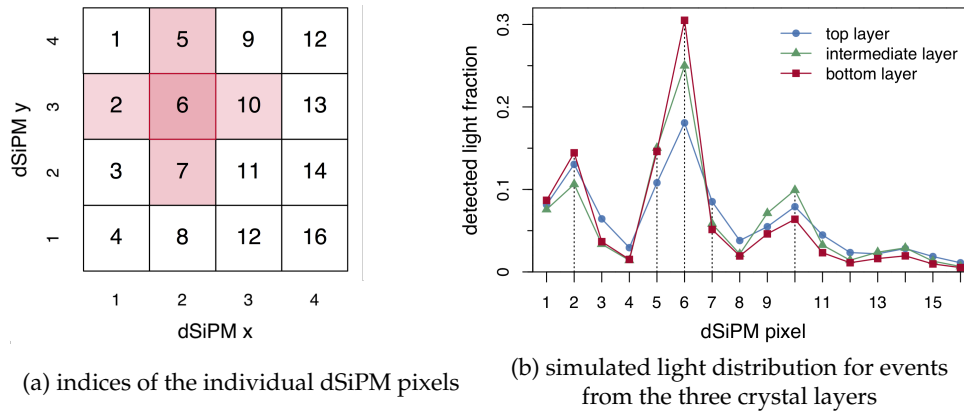 4 1 5 9 12
3 2 6 10 13
2 3 7 11 14
1 4 8 12 16
1 2 3 4
dSiPM y
dSiPM x
(a) indices of the individual dSiPM pixels
0.3
0.2
0.1
0
detected light fraction
top layer
intermediate layer
bottom layer
1 2 3 4 5 6 7 8 9 11 13 15
dSiPM pixel
(b) simulated light distribution for events
from the three crystal layers